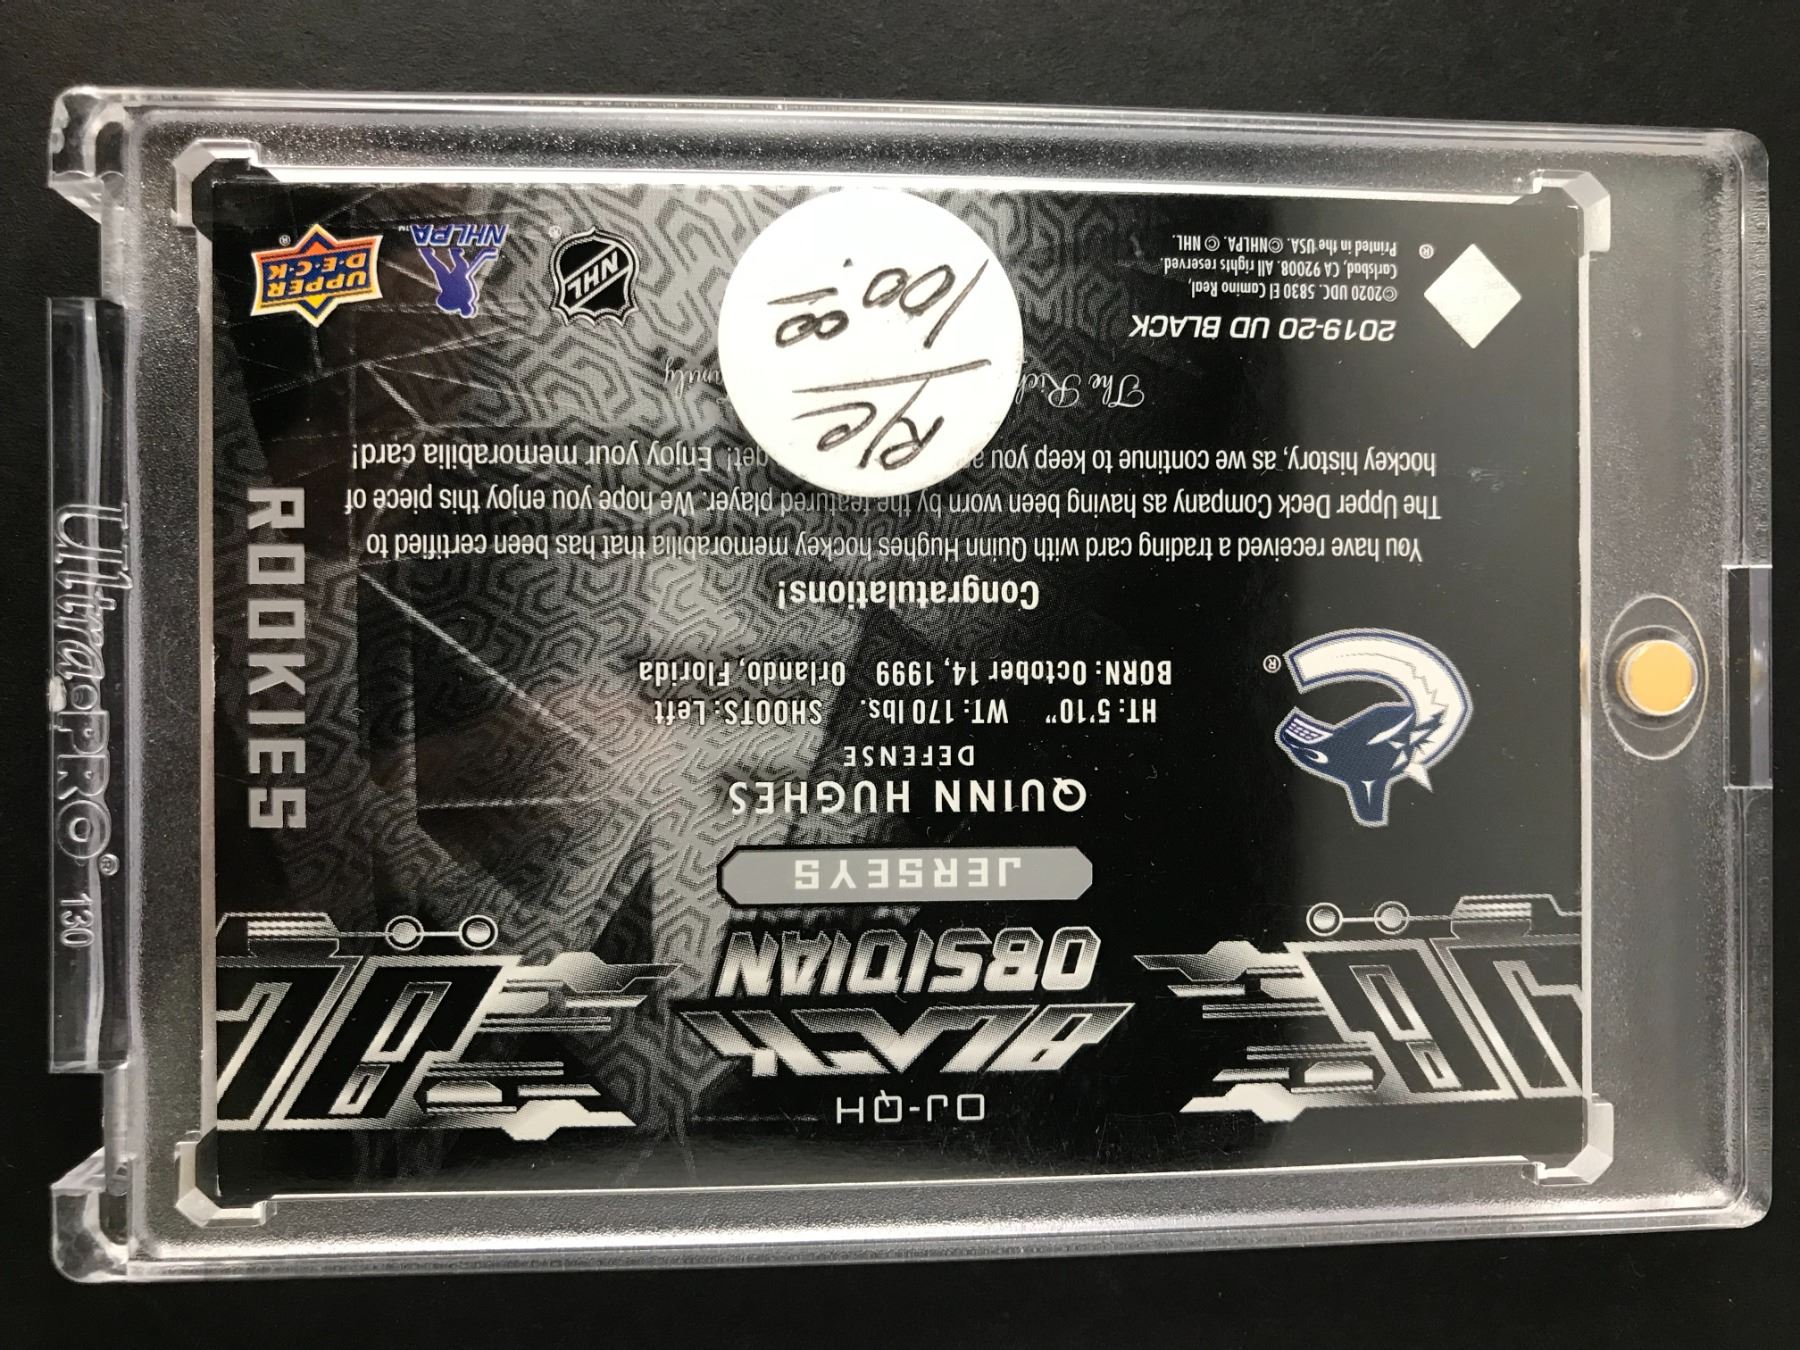 OJ-QH
BLACK
OBSIDIAN
JERSEYS
QUINN HUGHES
DEFENSE
HT: 5'10" WT: 170 lbs. SHOOTS: Left
BORN: October 14, 1999 Orlando, Florida
®
Congratulations!
You have received a trading card with Quinn Hughes hockey memorabilia that has been certified to
The Upper Deck Company as having been worn by the featured player. We hope you enjoy this piece of
hockey history, as we continue to keep you get! Enjoy your memorabilia card!
The
R/C
100.00
2019-20 UD BLACK
©2020 UDC. 5830 El Camino Real,
Carlsbad, CA 92008. All rights reserved.
Printed in the USA. ©NHLPA. © NHL.
®
NHL
®
NHLPA™
UPPER
D·E·C·K
®
ROOKIES
Ultra•PRO® 130